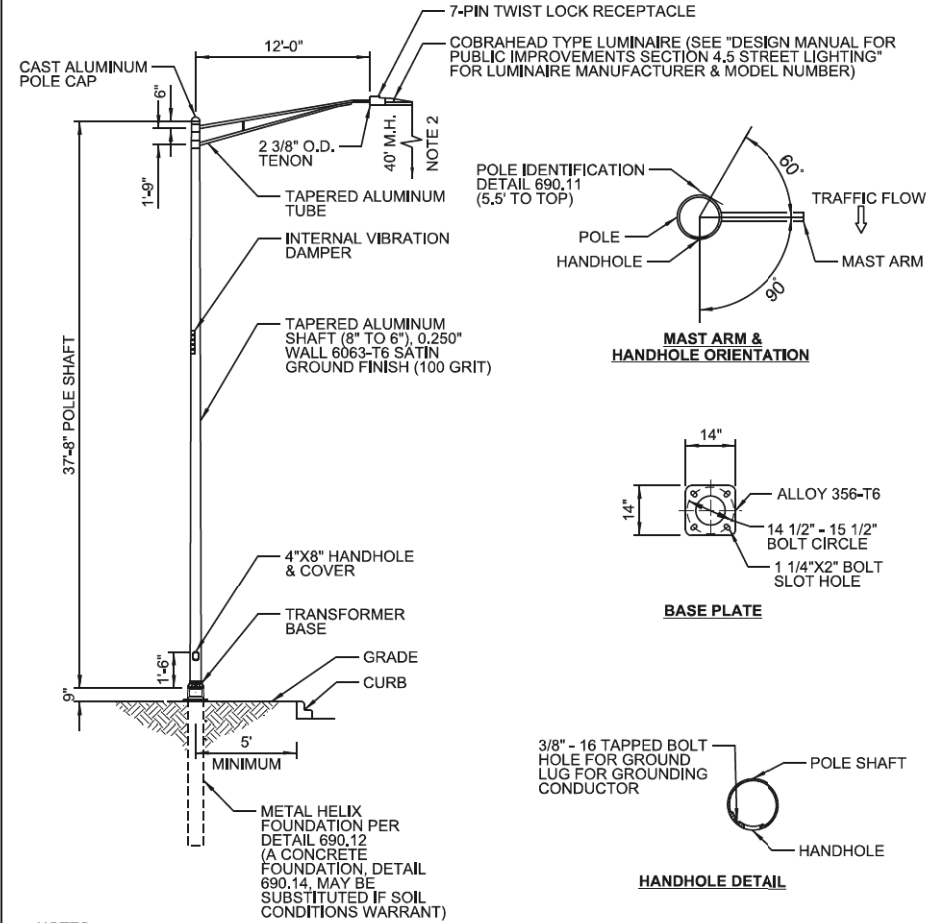 7-PIN TWIST LOCK RECEPTACLE
12'-0"
COBRAHEAD TYPE LUMINAIRE (SEE "DESIGN MANUAL FOR
PUBLIC IMPROVEMENTS SECTION 4.5 STREET LIGHTING"
FOR LUMINAIRE MANUFACTURER & MODEL NUMBER)
CAST ALUMINUM
POLE CAP
6"
1'-9"
2 3/8" O.D.
TENON
40' M.H.
NOTE 2
TAPERED ALUMINUM
TUBE
INTERNAL VIBRATION
DAMPER
TAPERED ALUMINUM
SHAFT (8" TO 6"), 0.250"
WALL 6063-T6 SATIN
GROUND FINISH (100 GRIT)
37'-8" POLE SHAFT
4"X8" HANDHOLE
& COVER
TRANSFORMER
BASE
1'-6"
9"
GRADE
CURB
5'
MINIMUM
METAL HELIX
FOUNDATION PER
DETAIL 690.12
(A CONCRETE
FOUNDATION, DETAIL
690.14, MAY BE
SUBSTITUTED IF SOIL
CONDITIONS WARRANT)
POLE IDENTIFICATION
DETAIL 690.11
(5.5' TO TOP)
60°
TRAFFIC FLOW
POLE
HANDHOLE
MAST ARM
90°
MAST ARM &
HANDHOLE ORIENTATION
14"
14"
ALLOY 356-T6
14 1/2" - 15 1/2"
BOLT CIRCLE
1 1/4"X2" BOLT
SLOT HOLE
BASE PLATE
3/8" - 16 TAPPED BOLT
HOLE FOR GROUND
LUG FOR GROUNDING
CONDUCTOR
POLE SHAFT
HANDHOLE
HANDHOLE DETAIL